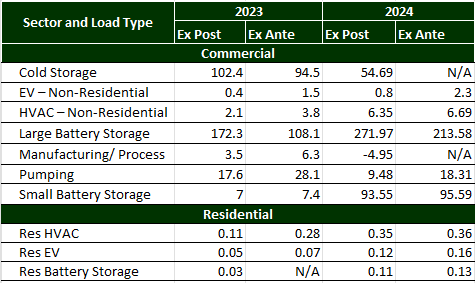 Sector and Load Type 2023 2024
Ex Post Ex Ante Ex Post Ex Ante
Commercial
Cold Storage 102.4 94.5 54.69 N/A
EV – Non-Residential 0.4 1.5 0.8 2.3
HVAC – Non-Residential 2.1 3.8 6.35 6.69
Large Battery Storage 172.3 108.1 271.97 213.58
Manufacturing/ Process 3.5 6.3 -4.95 N/A
Pumping 17.6 28.1 9.48 18.31
Small Battery Storage 7 7.4 93.55 95.59
Residential
Res HVAC 0.11 0.28 0.35 0.36
Res EV 0.05 0.07 0.12 0.16
Res Battery Storage 0.03 N/A 0.11 0.13